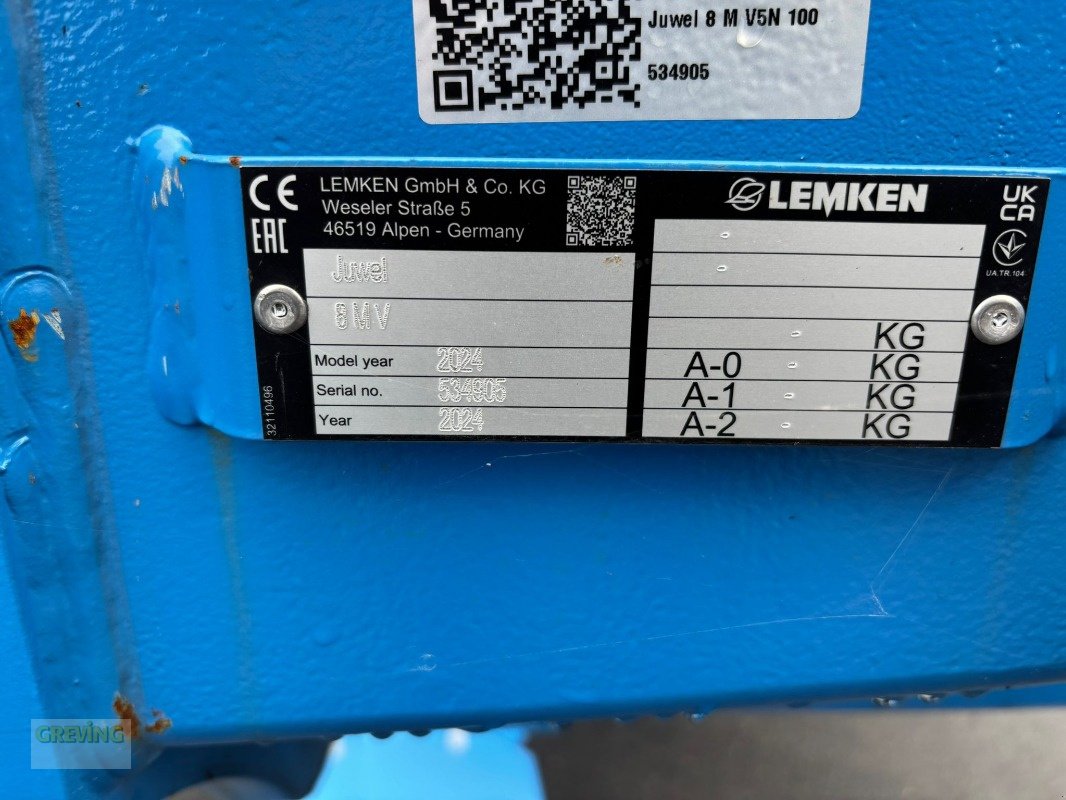 Juwel 8 M V5N 100
534905
CE
EAC
LEMKEN GmbH & Co. KG
Weseler Straße 5
46519 Alpen - Germany
LEMKEN
UK
CA
UA.TR.104
Juwel
8 M V
Model year 2024
Serial no. 534905
Year 2024
- KG
A-0 - KG
A-1 - KG
A-2 - KG
32110496
GREVING